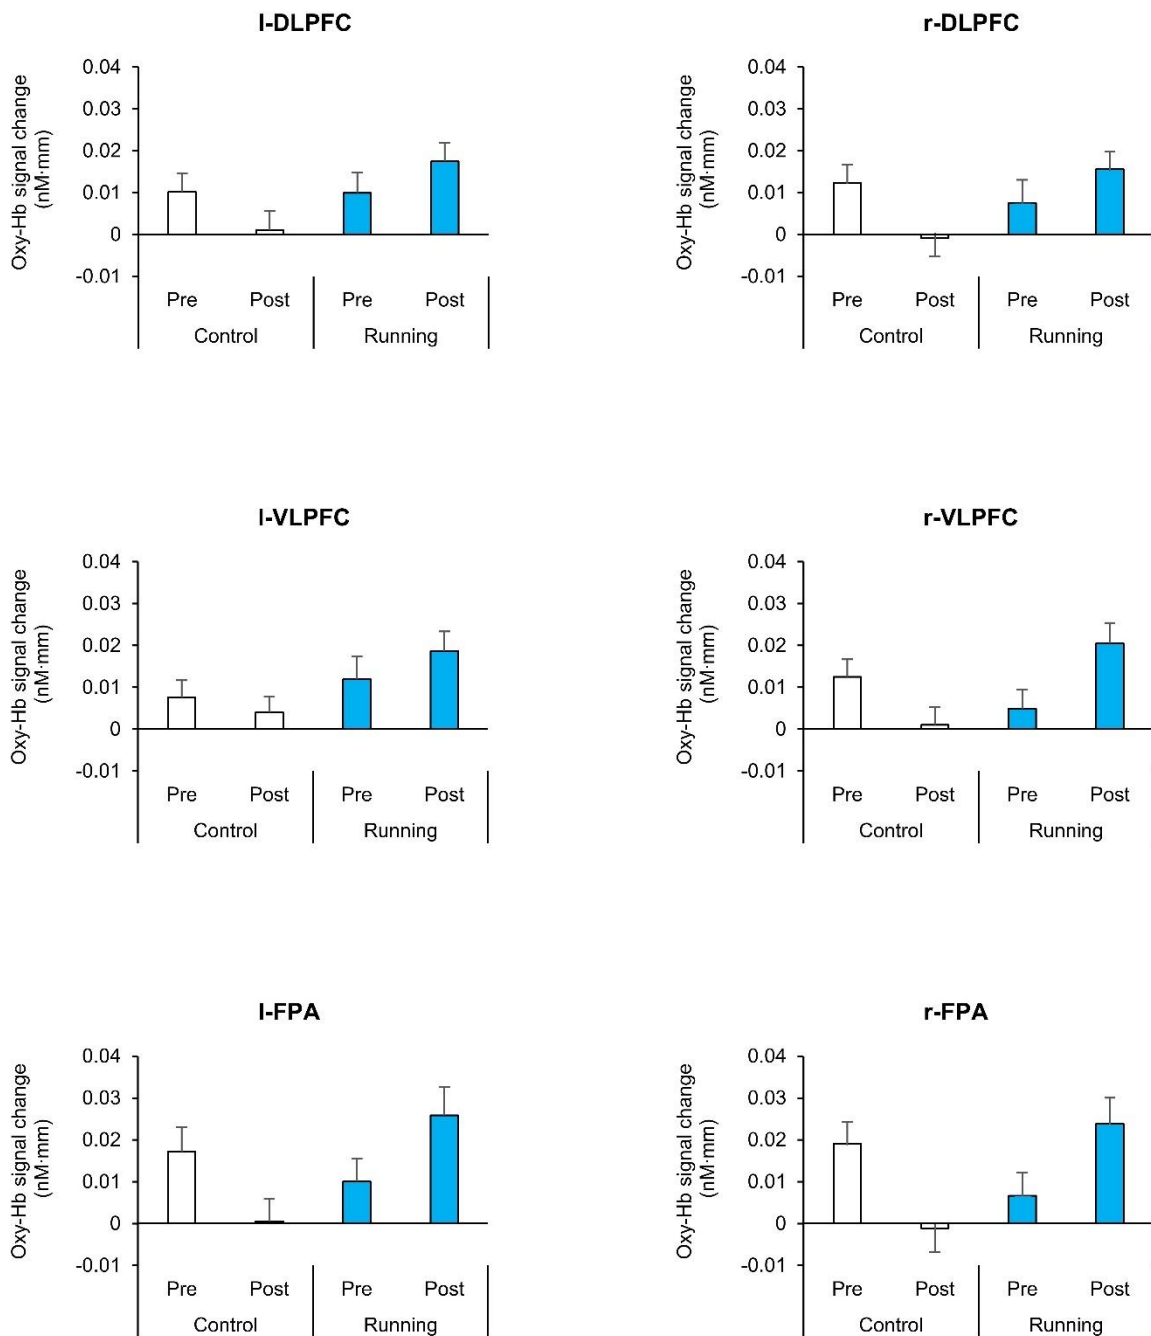 l-DLPFC
Oxy-Hb signal change
(nM·mm)
0.04
0.03
0.02
0.01
0
-0.01
Pre Post Pre Post
Control Running
r-DLPFC
Oxy-Hb signal change
(nM·mm)
0.04
0.03
0.02
0.01
0
-0.01
Pre Post Pre Post
Control Running
l-VLPFC
Oxy-Hb signal change
(nM·mm)
0.04
0.03
0.02
0.01
0
-0.01
Pre Post Pre Post
Control Running
r-VLPFC
Oxy-Hb signal change
(nM·mm)
0.04
0.03
0.02
0.01
0
-0.01
Pre Post Pre Post
Control Running
l-FPA
Oxy-Hb signal change
(nM·mm)
0.04
0.03
0.02
0.01
0
-0.01
Pre Post Pre Post
Control Running
r-FPA
Oxy-Hb signal change
(nM·mm)
0.04
0.03
0.02
0.01
0
-0.01
Pre Post Pre Post
Control Running